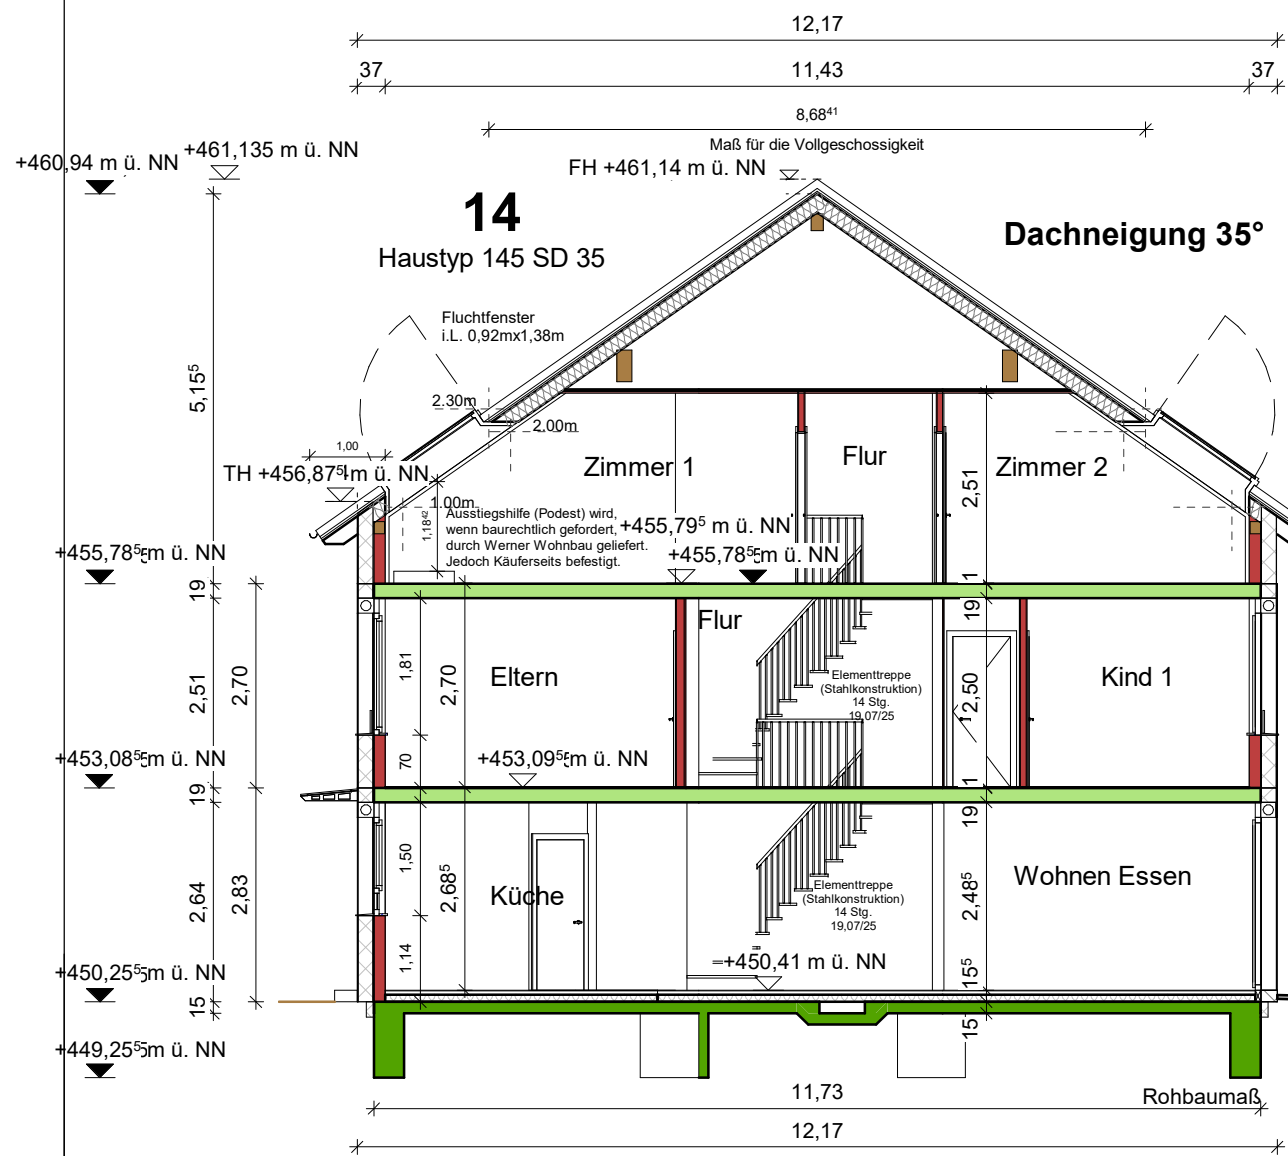 12,17
37
11,43
37
8,68⁴¹
Maß für die Vollgeschossigkeit
+460,94 m ü. NN
+461,135 m ü. NN
FH +461,14 m ü. NN
14
Haustyp 145 SD 35
Dachneigung 35°
Fluchtfenster
i.L. 0,92mx1,38m
5,15⁵
2.30m
2.00m
1,00
TH +456,87⁵ m ü. NN
1.00m
1,18⁴²
Zimmer 1
Flur
Zimmer 2
2,51
Ausstiegshilfe (Podest) wird,
wenn baurechtlich gefordert,
durch Werner Wohnbau geliefert.
Jedoch Käuferseits befestigt.
+455,79⁵ m ü. NN
+455,78⁵ m ü. NN
+455,78⁵ m ü. NN
19
1
19
Flur
Eltern
Kind 1
2,51
2,70
1,81
2,70
2,50
Elementtreppe
(Stahlkonstruktion)
14 Stg.
19,07/25
70
+453,08⁵ m ü. NN
+453,09⁵ m ü. NN
19
1
19
Küche
Wohnen Essen
2,64
2,83
1,50
2,68⁵
2,48⁵
Elementtreppe
(Stahlkonstruktion)
14 Stg.
19,07/25
1,14
+450,41 m ü. NN
+450,25⁵ m ü. NN
15
15⁵
15
+449,25⁵ m ü. NN
11,73
Rohbaumaß
12,17